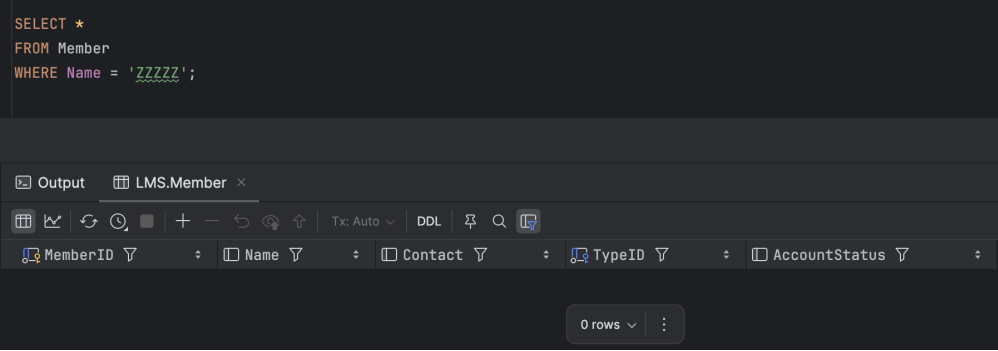 SELECT *
FROM Member
WHERE Name = 'ZZZZZ';
Output LMS.Member
Tx: Auto DDL
MemberID Name Contact TypeID AccountStatus
0 rows